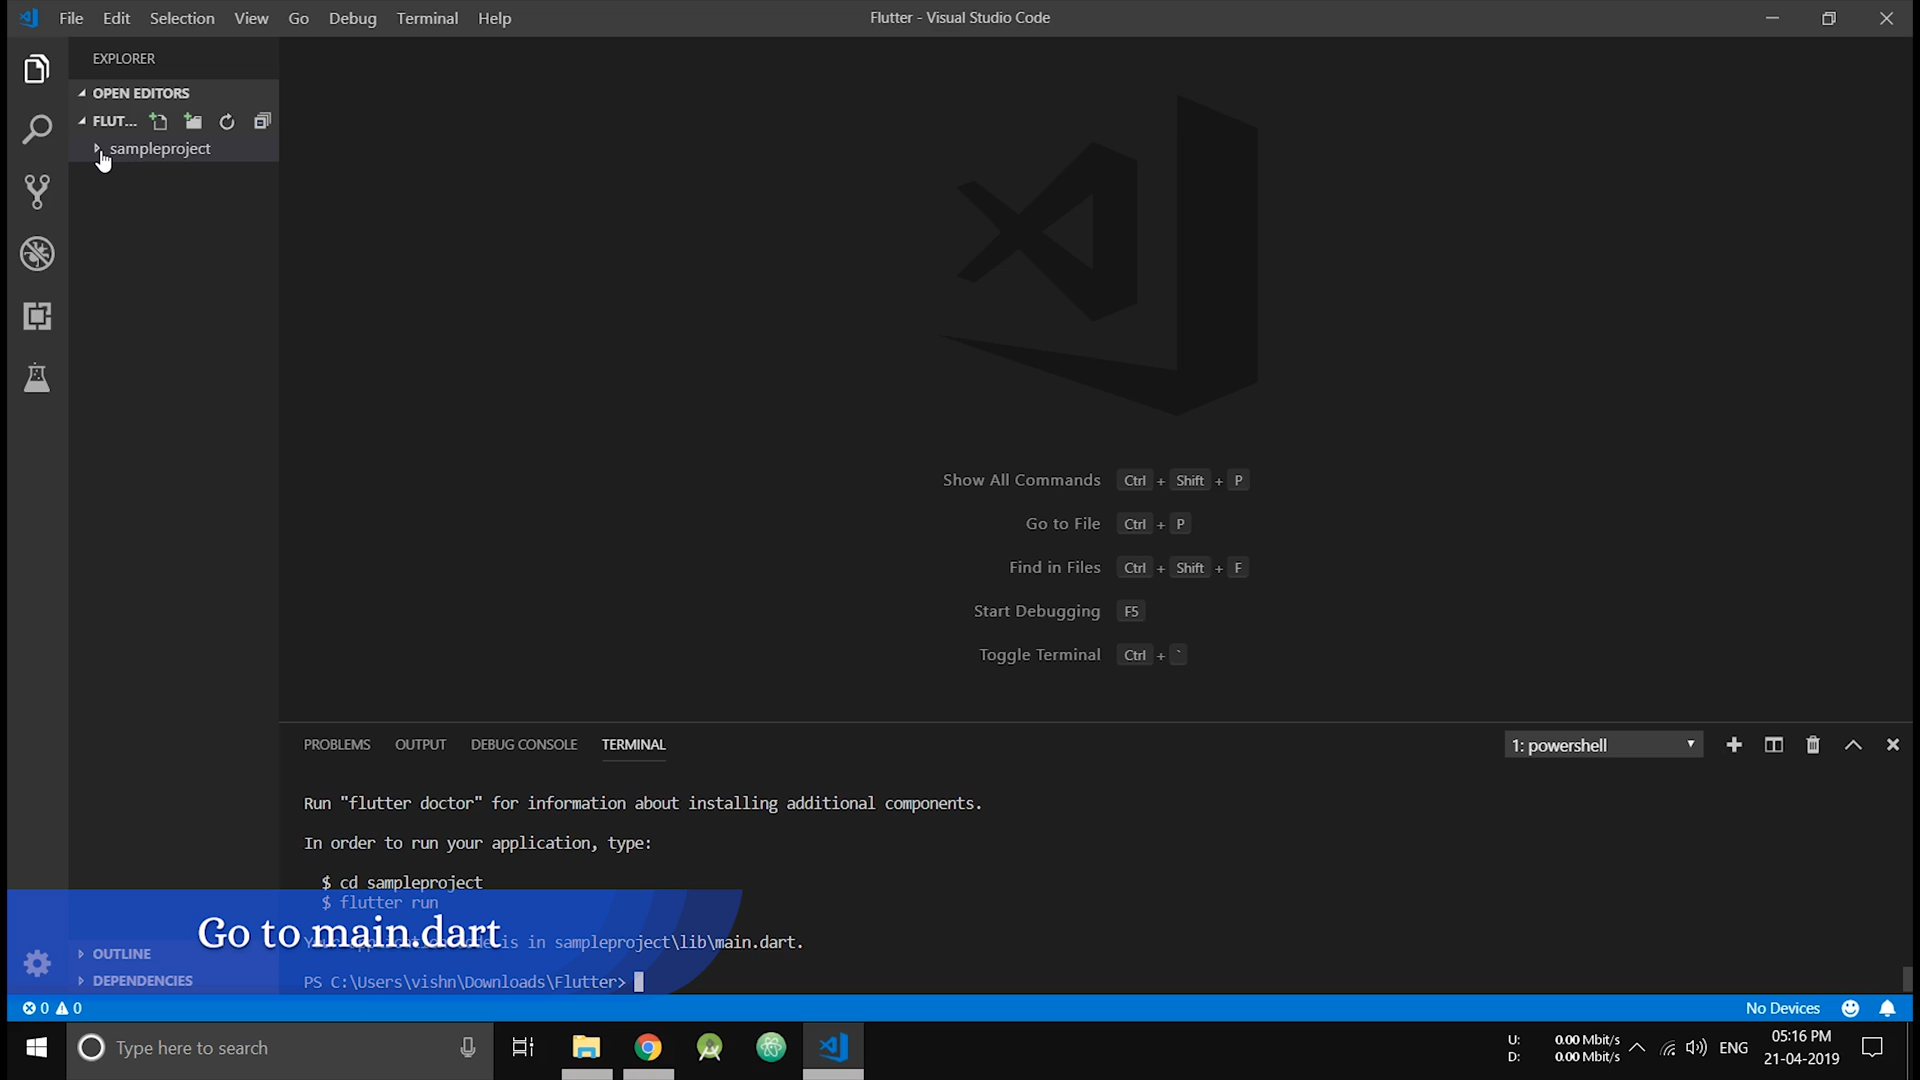 File Edit Selection View Go Debug Terminal Help
Flutter - Visual Studio Code
EXPLORER
OPEN EDITORS
FLUT...
sampleproject
Show All Commands Ctrl + Shift + P
Go to File Ctrl + P
Find in Files Ctrl + Shift + F
Start Debugging F5
Toggle Terminal Ctrl + `
PROBLEMS OUTPUT DEBUG CONSOLE TERMINAL
1: powershell
Run "flutter doctor" for information about installing additional components.
In order to run your application, type:
$ cd sampleproject
$ flutter run
Your application code is in sampleproject\lib\main.dart.
PS C:\Users\vishn\Downloads\Flutter>
Go to main.dart
OUTLINE
DEPENDENCIES
0 0
No Devices
Type here to search
U: 0.00 Mbit/s
D: 0.00 Mbit/s
ENG
05:16 PM
21-04-2019